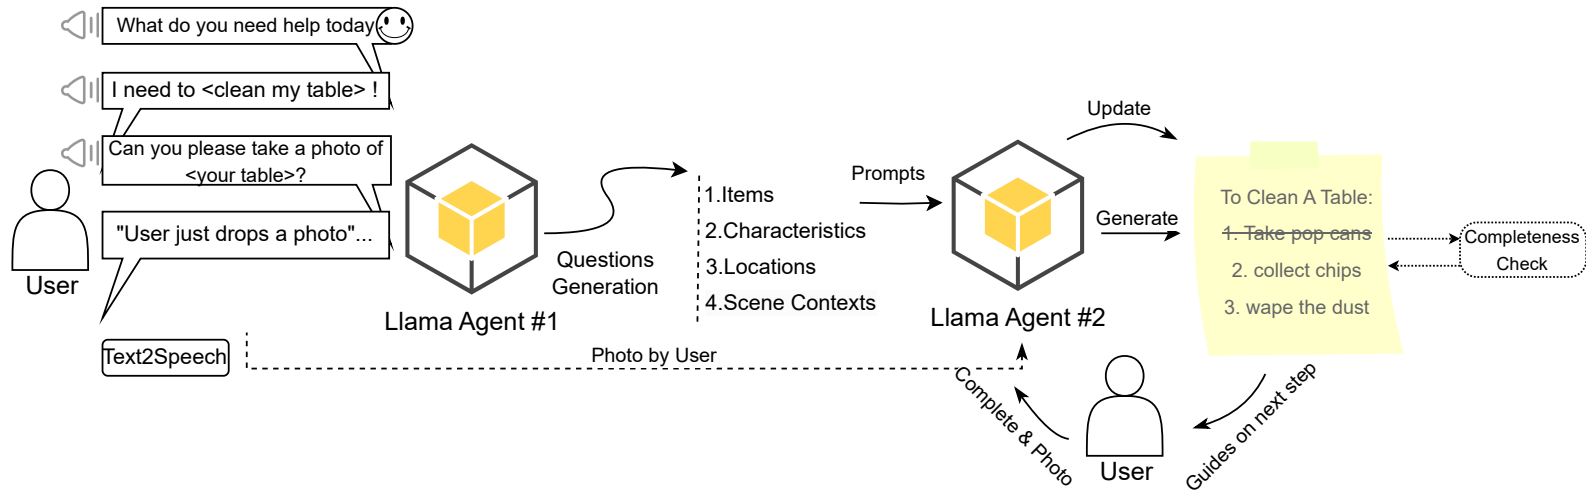 What do you need help today
I need to <clean my table> !
Can you please take a photo of
<your table>?
"User just drops a photo"...
User
Text2Speech
Llama Agent #1
Questions
Generation
1.Items
2.Characteristics
3.Locations
4.Scene Contexts
Prompts
Photo by User
Llama Agent #2
Update
Generate
To Clean A Table:
1. Take pop cans
2. collect chips
3. wape the dust
Completeness
Check
Complete & Photo
User
Guides on next step